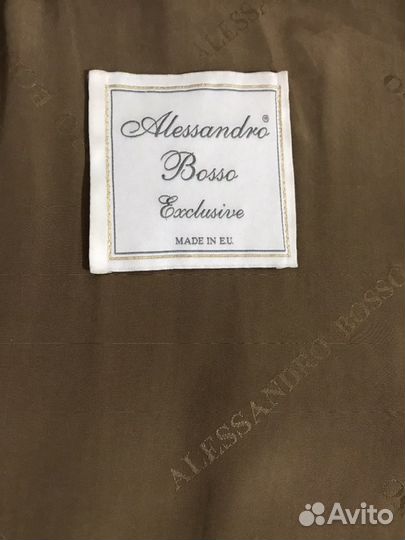 ALESSANDRO
BOSSO
Alessandro®
Bosso
Exclusive
MADE IN E.U.
ALESSANDRO BOSSO
Avito